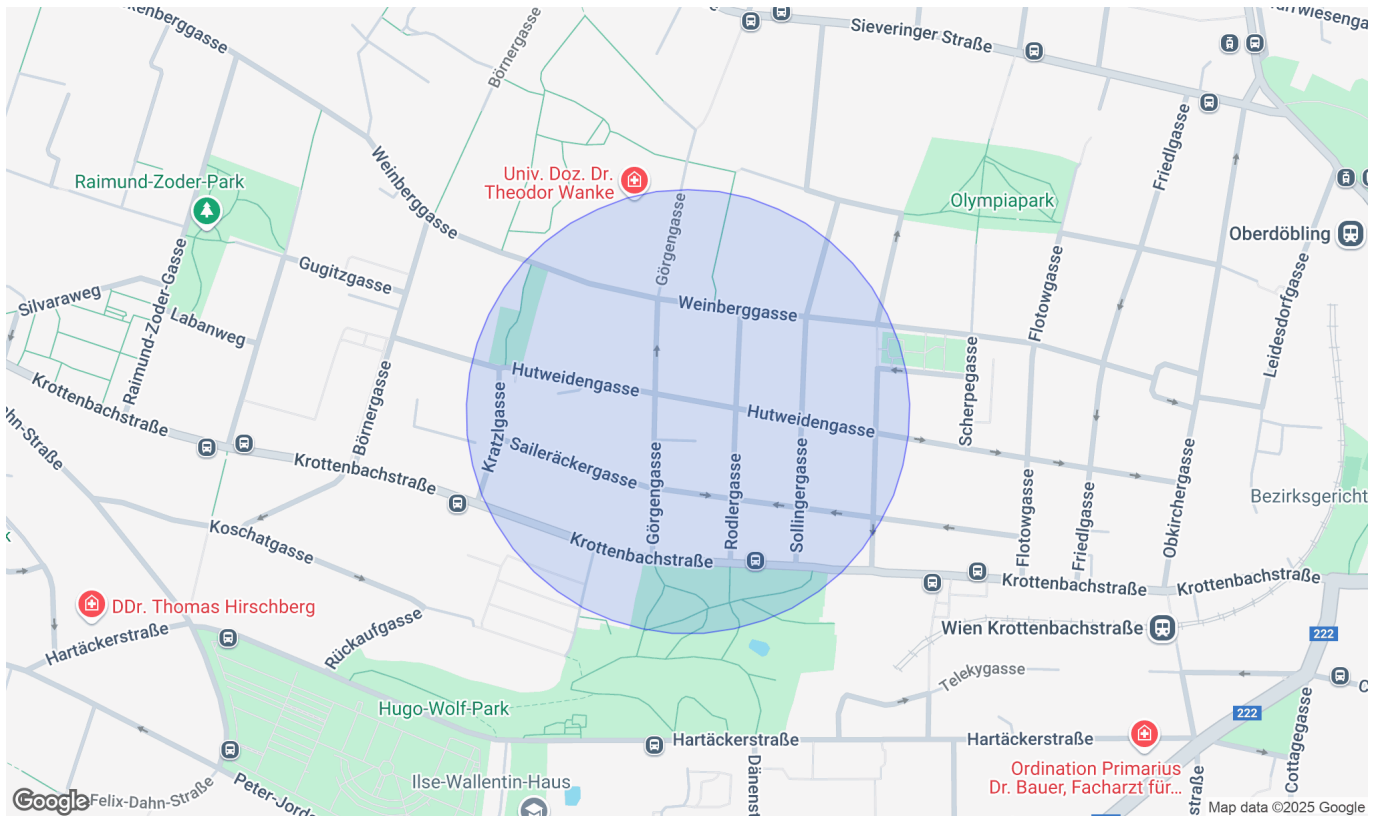 Sieveringer Straße
Börnergasse
Weinberggasse
Friedlgasse
Univ. Doz. Dr.
Theodor Wanke
Raimund-Zoder-Park
Olympiapark
Oberdöbling
Görgengasse
Gugitzgasse
Raimund-Zoder-Gasse
Flotowgasse
Leidesdorfgasse
Silvaraweg
Labanweg
Weinberggasse
Scherpegasse
Krottenbachstraße
Börnergasse
Hutweidengasse
Kratzlgasse
Hutweidengasse
Saileräckergasse
Görgengasse
Rodlergasse
Sollingergasse
Obkirchergasse
Krottenbachstraße
Flotowgasse
Friedlgasse
Bezirksgericht
Koschatgasse
Krottenbachstraße
Krottenbachstraße
Krottenbachstraße
DDr. Thomas Hirschberg
Hartäckerstraße
Rückaufgasse
Wien Krottenbachstraße
222
Telekygasse
Hugo-Wolf-Park
222
Hartäckerstraße
Hartäckerstraße
Cottagegasse
Ilse-Wallentin-Haus
Ordination Primarius
Dr. Bauer, Facharzt für...
Felix-Dahn-Straße
Google
Map data ©2025 Google